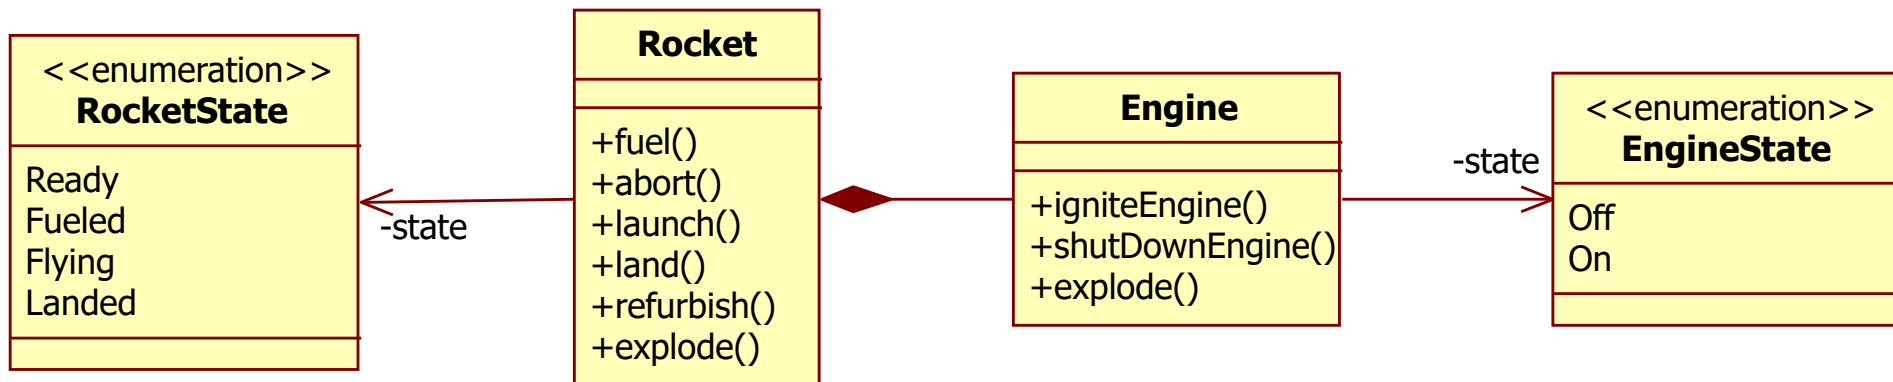 <<enumeration>>
RocketState
Ready
Fueled
Flying
Landed
-state
Rocket
+fuel()
+abort()
+launch()
+land()
+refurbish()
+explode()
Engine
+igniteEngine()
+shutDownEngine()
+explode()
-state
<<enumeration>>
EngineState
Off
On